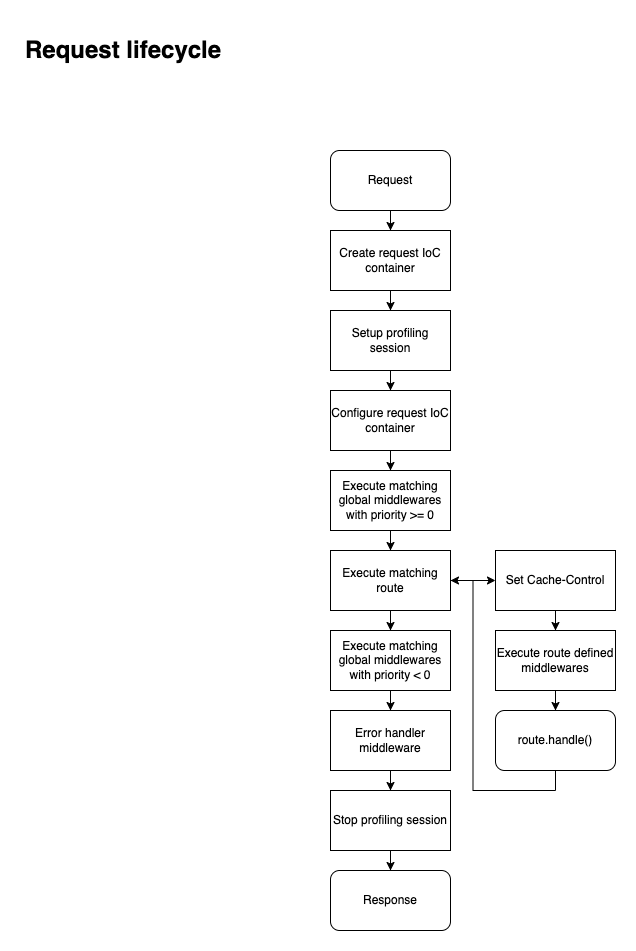 Request lifecycle
Request
Create request IoC
container
Setup profiling
session
Configure request IoC
container
Execute matching
global middlewares
with priority >= 0
Execute matching
route
Set Cache-Control
Execute route defined
middlewares
route.handle()
Execute matching
global middlewares
with priority < 0
Error handler
middleware
Stop profiling session
Response